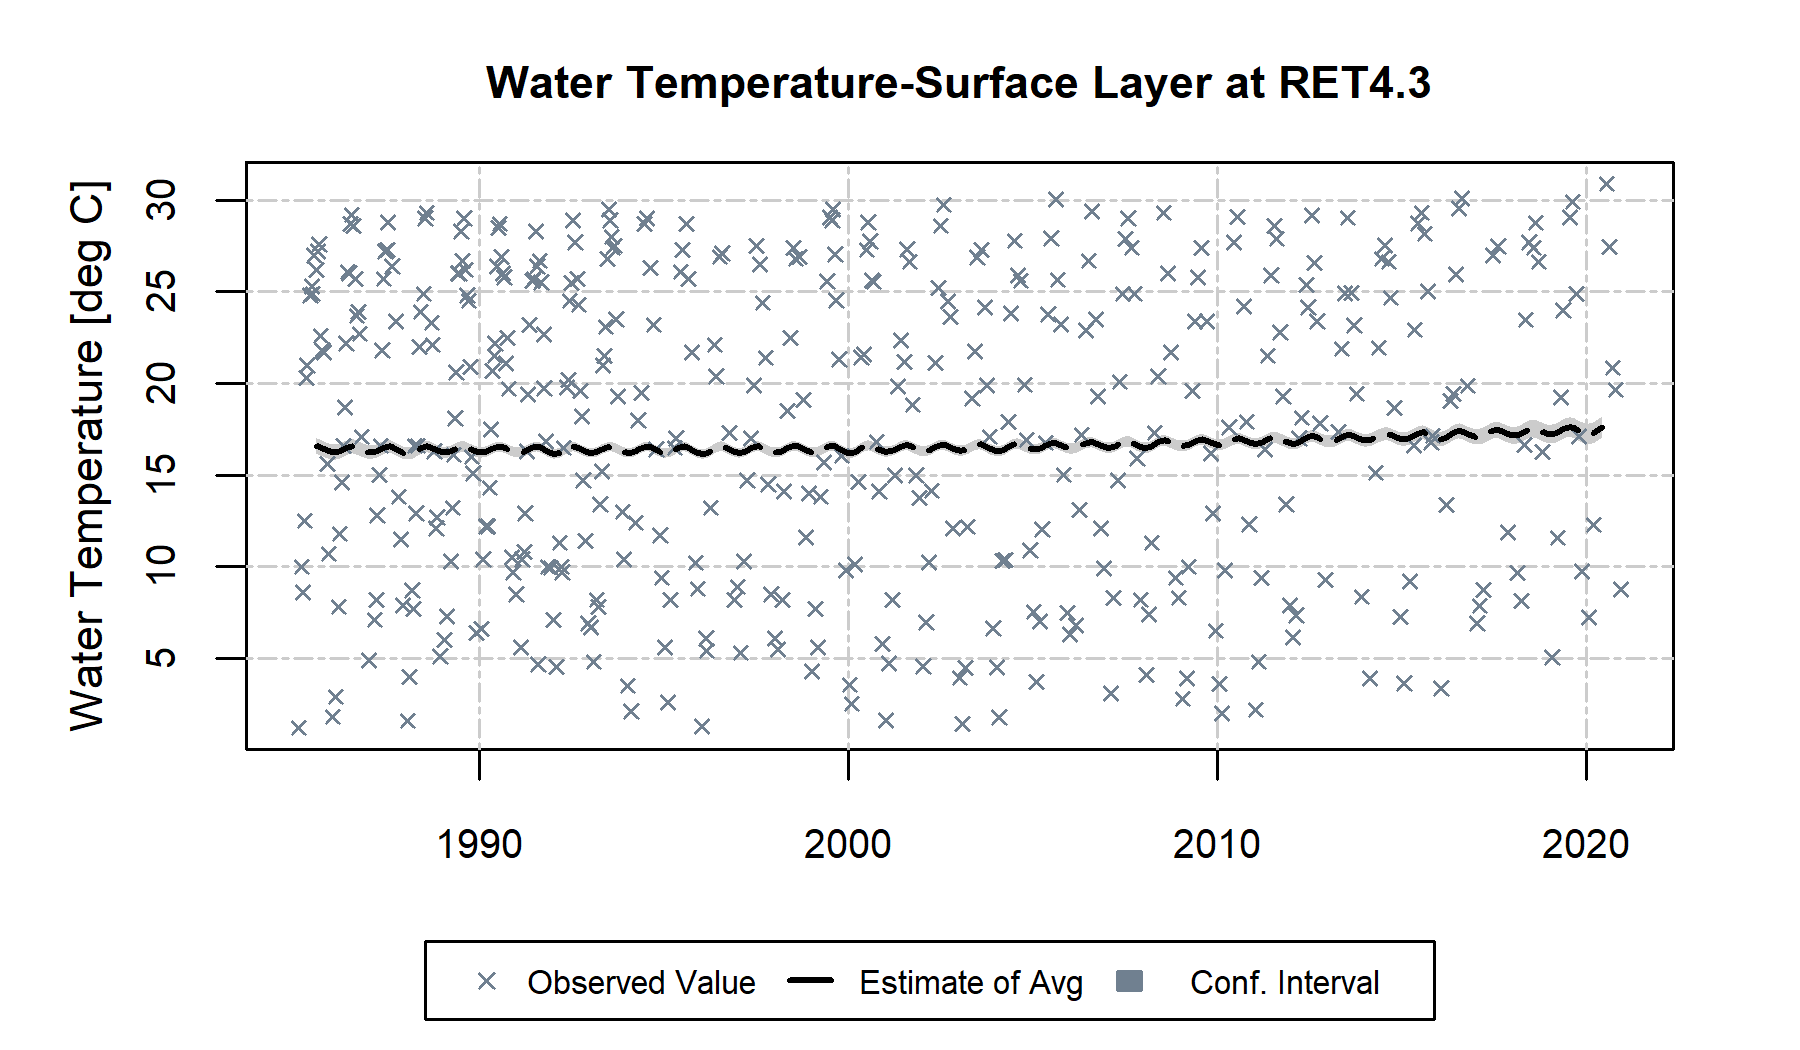 Water Temperature-Surface Layer at RET4.3
Water Temperature [deg C]
30
25
20
15
10
5
1990 2000 2010 2020
Observed Value Estimate of Avg Conf. Interval